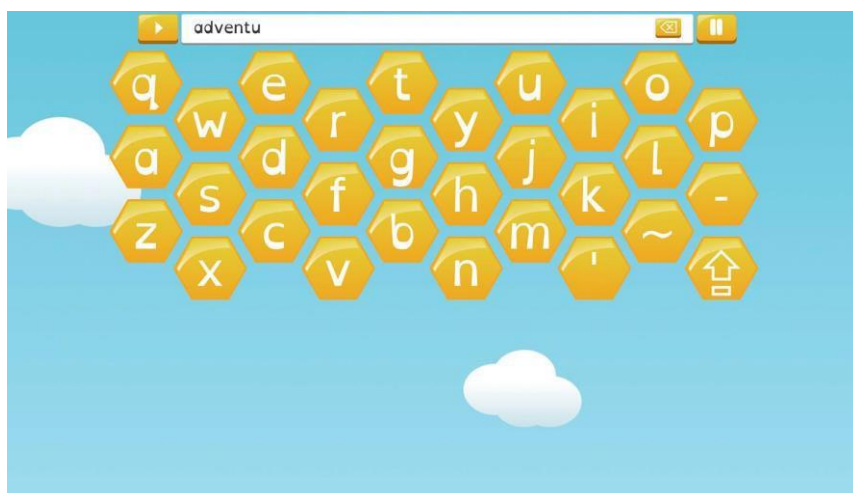 adventu
q e t u o
w r y i p
a d g j l
s f h k -
z c b m ~
x v n '